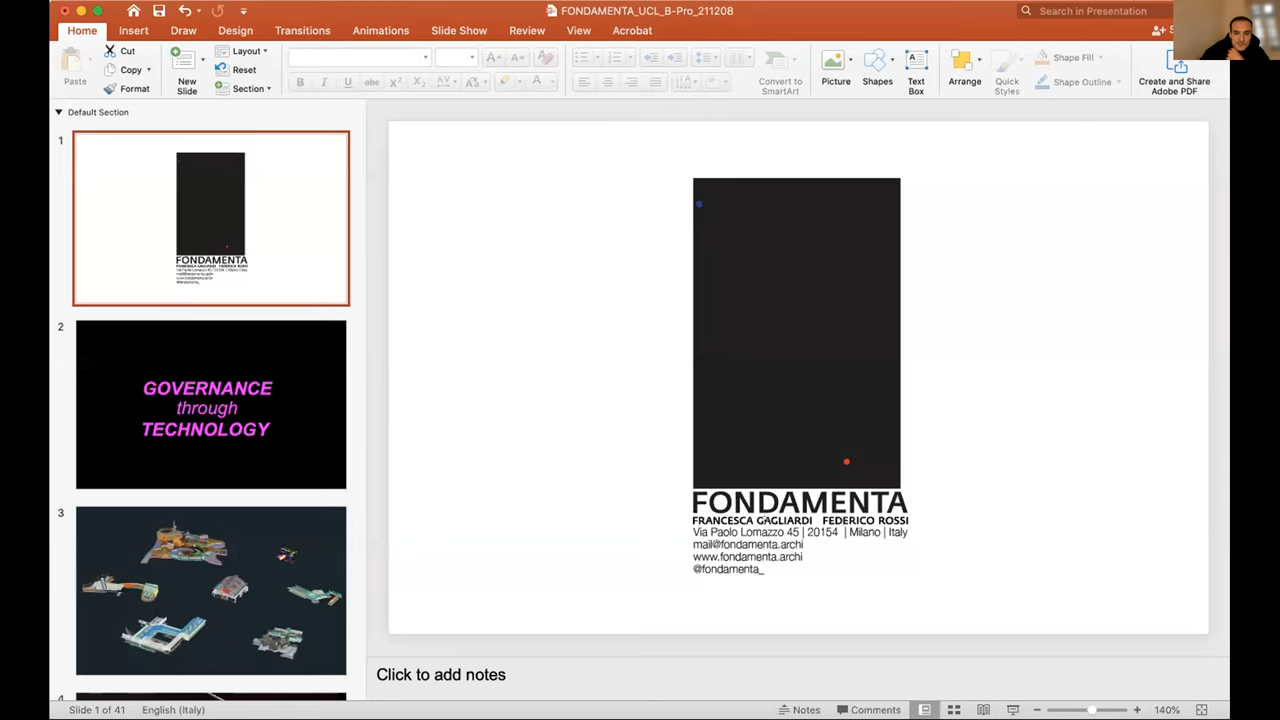 FONDAMENTA_UCL_B-Pro_211208
Search in Presentation
Home Insert Draw Design Transitions Animations Slide Show Review View Acrobat
Paste
Cut
Copy
Format
New Slide
Layout
Reset
Section
Convert to SmartArt
Picture
Shapes
Text Box
Arrange
Quick Styles
Shape Fill
Shape Outline
Create and Share Adobe PDF
Default Section
1
FONDAMENTA
2
GOVERNANCE
through
TECHNOLOGY
3
FONDAMENTA
FRANCESCA GAGLIARDI FEDERICO ROSSI
Via Paolo Lomazzo 45 | 20154 | Milano | Italy
mail@fondamenta.archi
www.fondamenta.archi
@fondamenta_
Click to add notes
Slide 1 of 41 English (Italy) Notes Comments 140%